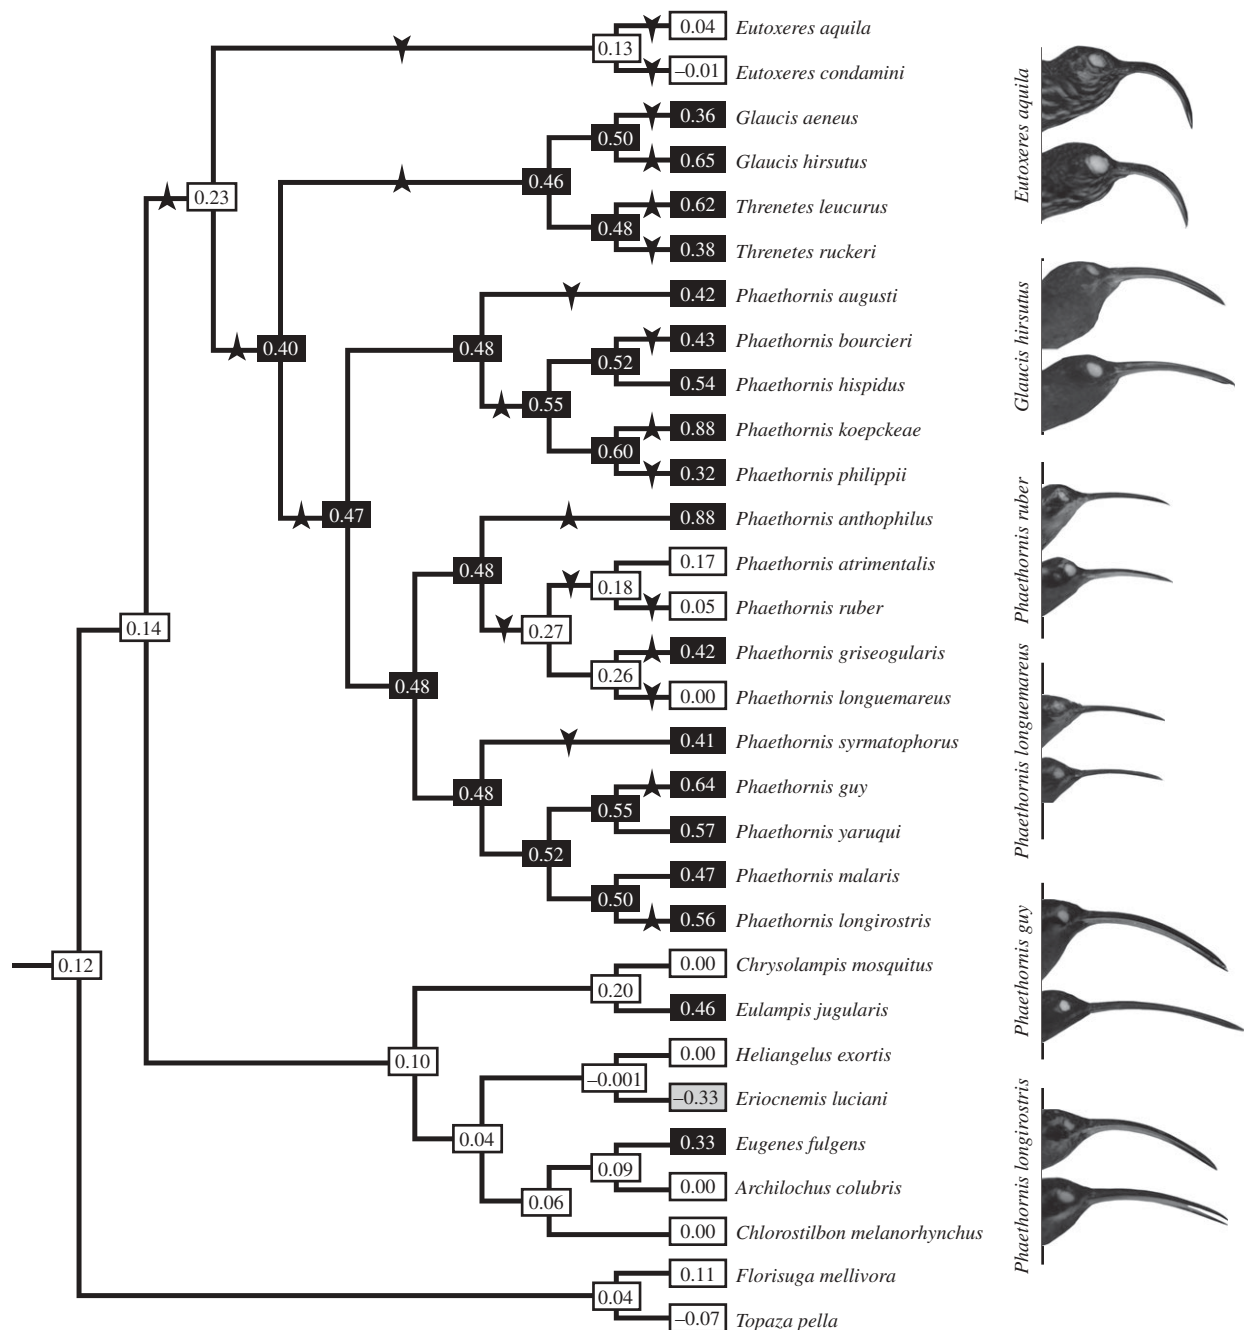 0.04 Eutoxeres aquila
0.13
–0.01 Eutoxeres condamini
0.36 Glaucis aeneus
0.50
0.65 Glaucis hirsutus
0.46
0.23
0.62 Threnetes leucurus
0.48
0.38 Threnetes ruckeri
0.42 Phaethornis augusti
0.43 Phaethornis bourcieri
0.40
0.48
0.52
0.54 Phaethornis hispidus
0.55
0.88 Phaethornis koepckeae
0.60
0.32 Phaethornis philippii
0.47
0.88 Phaethornis anthophilus
0.17 Phaethornis atrimentalis
0.48
0.18
0.05 Phaethornis ruber
0.14
0.27
0.42 Phaethornis griseogularis
0.26
0.48
0.00 Phaethornis longuemareus
0.41 Phaethornis syrmatophorus
0.64 Phaethornis guy
0.48
0.55
0.57 Phaethornis yaruqui
0.52
0.47 Phaethornis malaris
0.50
0.56 Phaethornis longirostris
0.12
0.00 Chrysolampis mosquitus
0.20
0.46 Eulampis jugularis
0.10
0.00 Heliangelus exortis
–0.001
–0.33 Eriocnemis luciani
0.04
0.33 Eugenes fulgens
0.09
0.00 Archilochus colubris
0.06
0.00 Chlorostilbon melanorhynchus
0.11 Florisuga mellivora
0.04
–0.07 Topaza pella
Eutoxeres aquila
Glaucis hirsutus
Phaethornis ruber
Phaethornis longuemareus
Phaethornis guy
Phaethornis longirostris